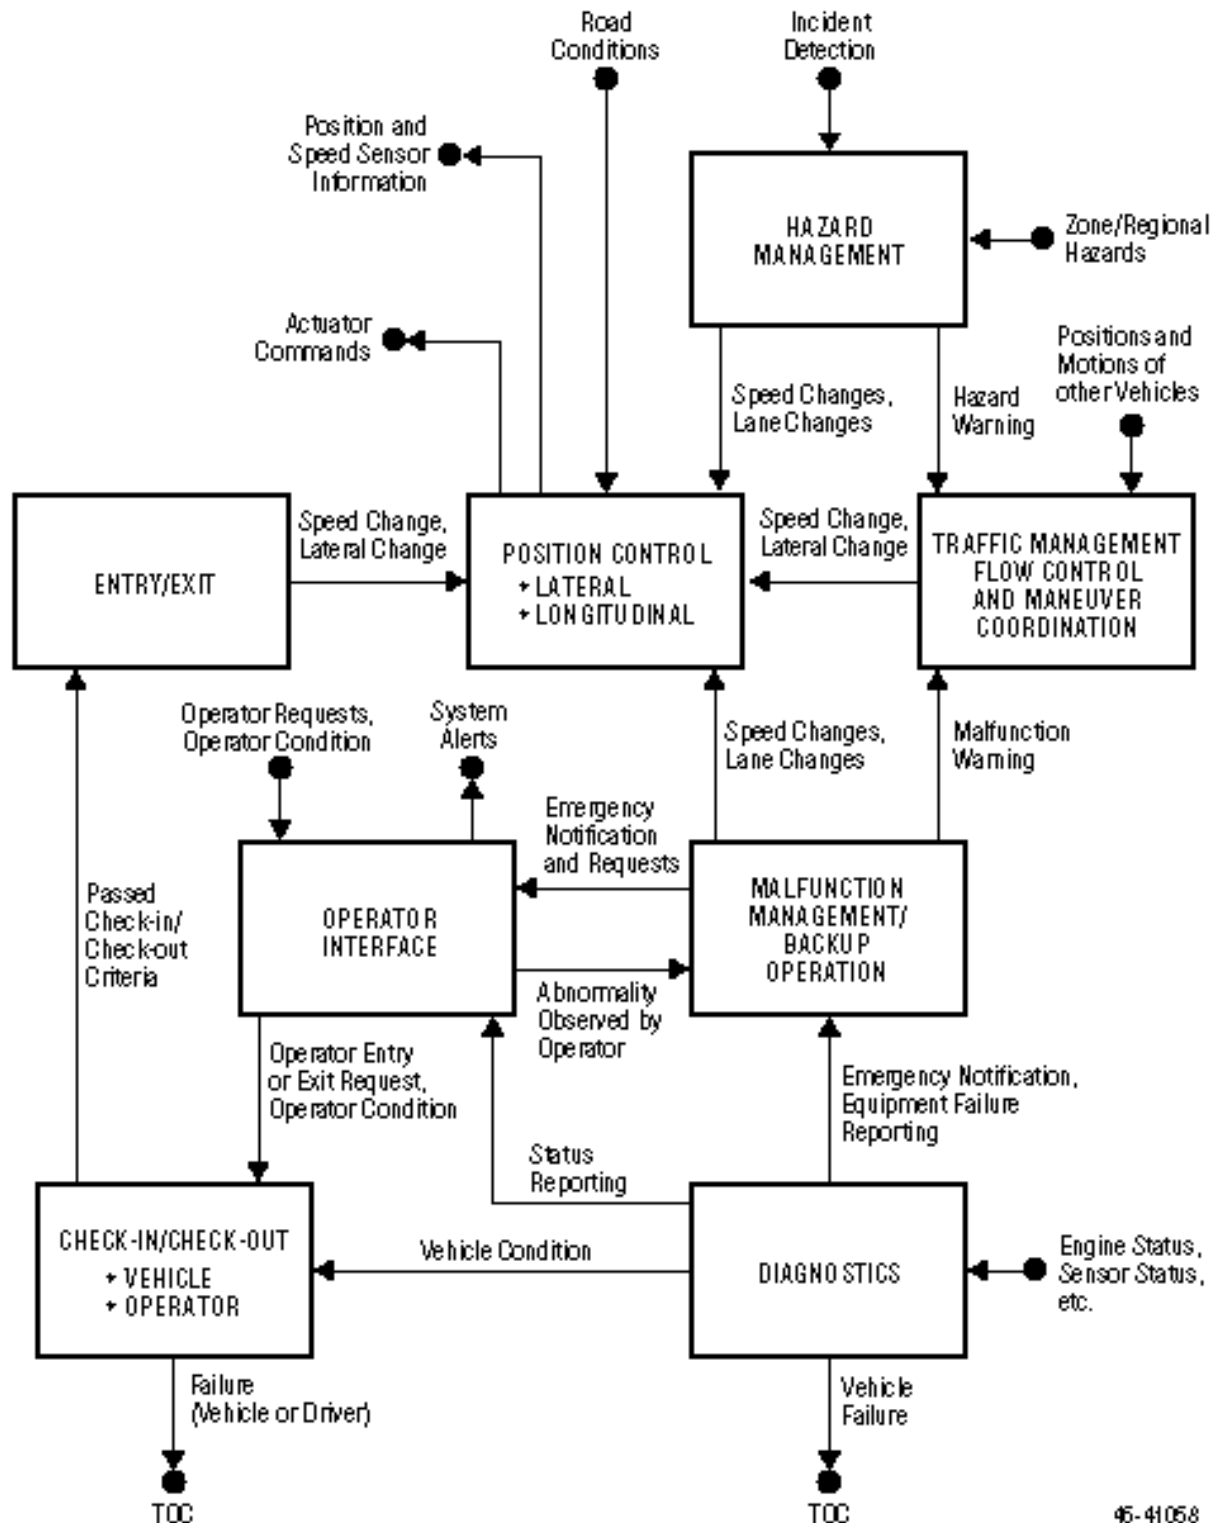 Road
Conditions
Incident
Detection
Position and
Speed Sensor
Information
HAZARD
MANAGEMENT
Zone/Regional
Hazards
Actuator
Commands
Positions and
Motions of
other Vehicles
Speed Changes,
Lane Changes
Hazard
Warning
ENTRY/EXIT
Speed Change,
Lateral Change
POSITION CONTROL
• LATERAL
• LONGITUDINAL
Speed Change,
Lateral Change
TRAFFIC MANAGEMENT
FLOW CONTROL
AND MANEUVER
COORDINATION
Operator Requests,
Operator Condition
System
Alerts
Speed Changes,
Lane Changes
Malfunction
Warning
Emergency
Notification
and Requests
Passed
Check-in/
Check-out
Criteria
OPERATOR
INTERFACE
MALFUNCTION
MANAGEMENT/
BACKUP
OPERATION
Abnormality
Observed by
Operator
Operator Entry
or Exit Request,
Operator Condition
Emergency Notification,
Equipment Failure
Reporting
Status
Reporting
CHECK-IN/CHECK-OUT
• VEHICLE
• OPERATOR
Vehicle Condition
DIAGNOSTICS
Engine Status,
Sensor Status,
etc.
Failure
(Vehicle or Driver)
Vehicle
Failure
TOC
TOC
45-41058